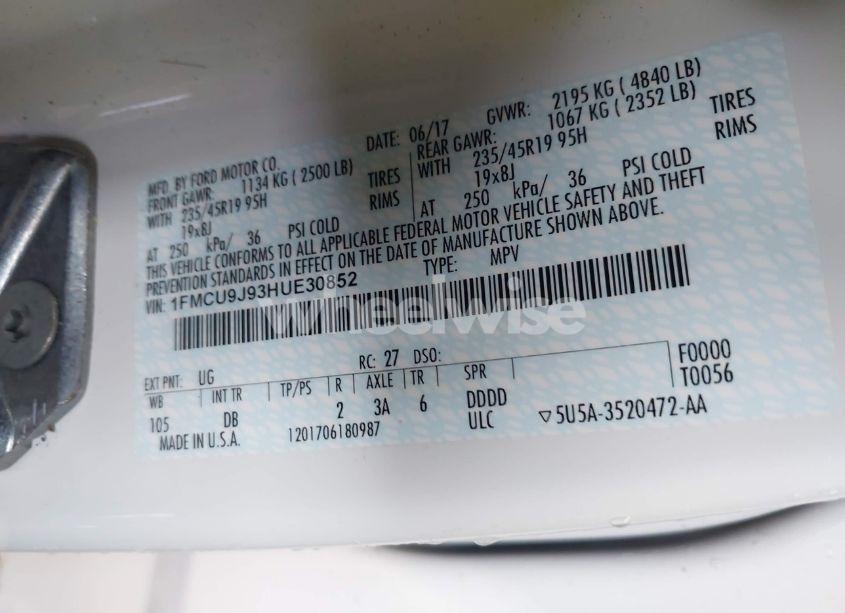 MFD. BY FORD MOTOR CO. DATE: 06/17 GVWR: 2195 KG ( 4840 LB)
FRONT GAWR: 1134 KG ( 2500 LB) REAR GAWR: 1067 KG ( 2352 LB)
WITH 235/45R19 95H TIRES WITH 235/45R19 95H TIRES
19x8J RIMS 19x8J RIMS
AT 250 kPa/ 36 PSI COLD AT 250 kPa/ 36 PSI COLD
THIS VEHICLE CONFORMS TO ALL APPLICABLE FEDERAL MOTOR VEHICLE SAFETY AND THEFT
PREVENTION STANDARDS IN EFFECT ON THE DATE OF MANUFACTURE SHOWN ABOVE.
VIN: 1FMCU9J93HUE30852 TYPE: MPV
wheelwise
EXT PNT: UG RC: 27 DSO: F0000
WB INT TR TP/PS R AXLE TR SPR T0056
105 DB 2 3A 6 DDDD
MADE IN U.S.A. 1201706180987 ULC ▽5U5A-3520472-AA